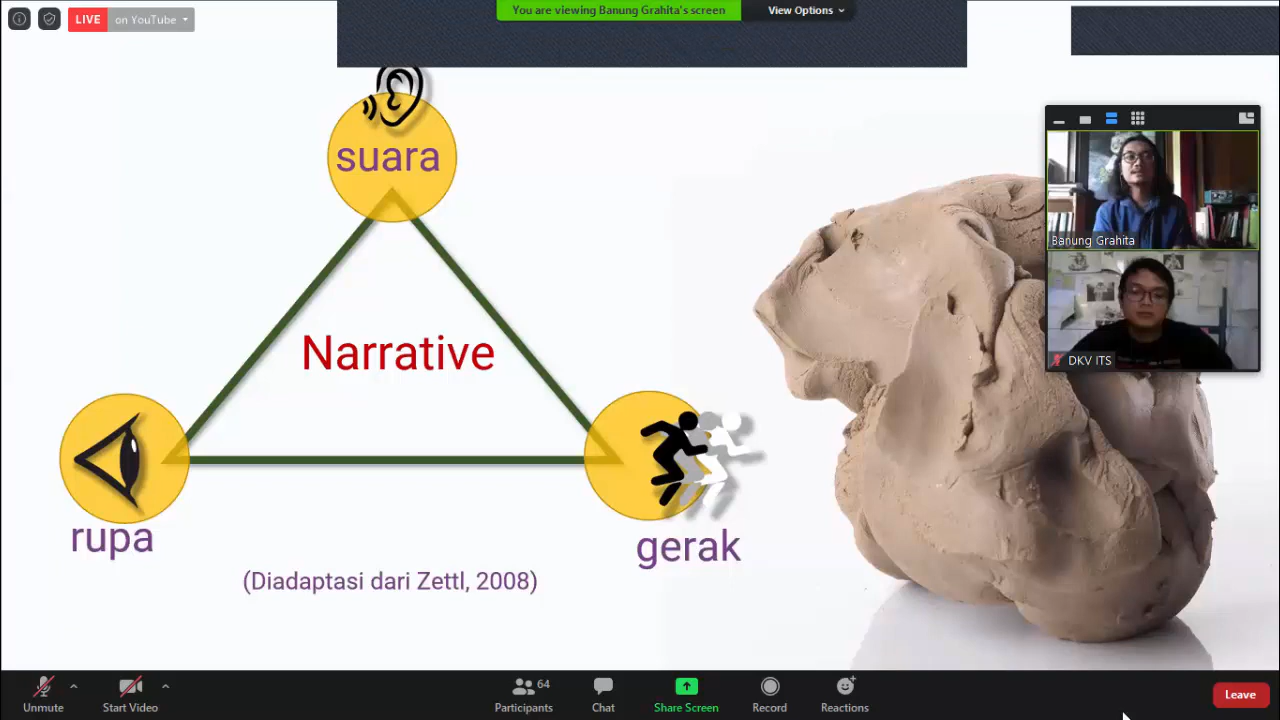 LIVE on YouTube
You are viewing Banung Grahita's screen
View Options
suara
Narrative
rupa
gerak
(Diadaptasi dari Zettl, 2008)
Banung Grahita
DKV ITS
Unmute
Start Video
64
Participants
Chat
Share Screen
Record
Reactions
Leave